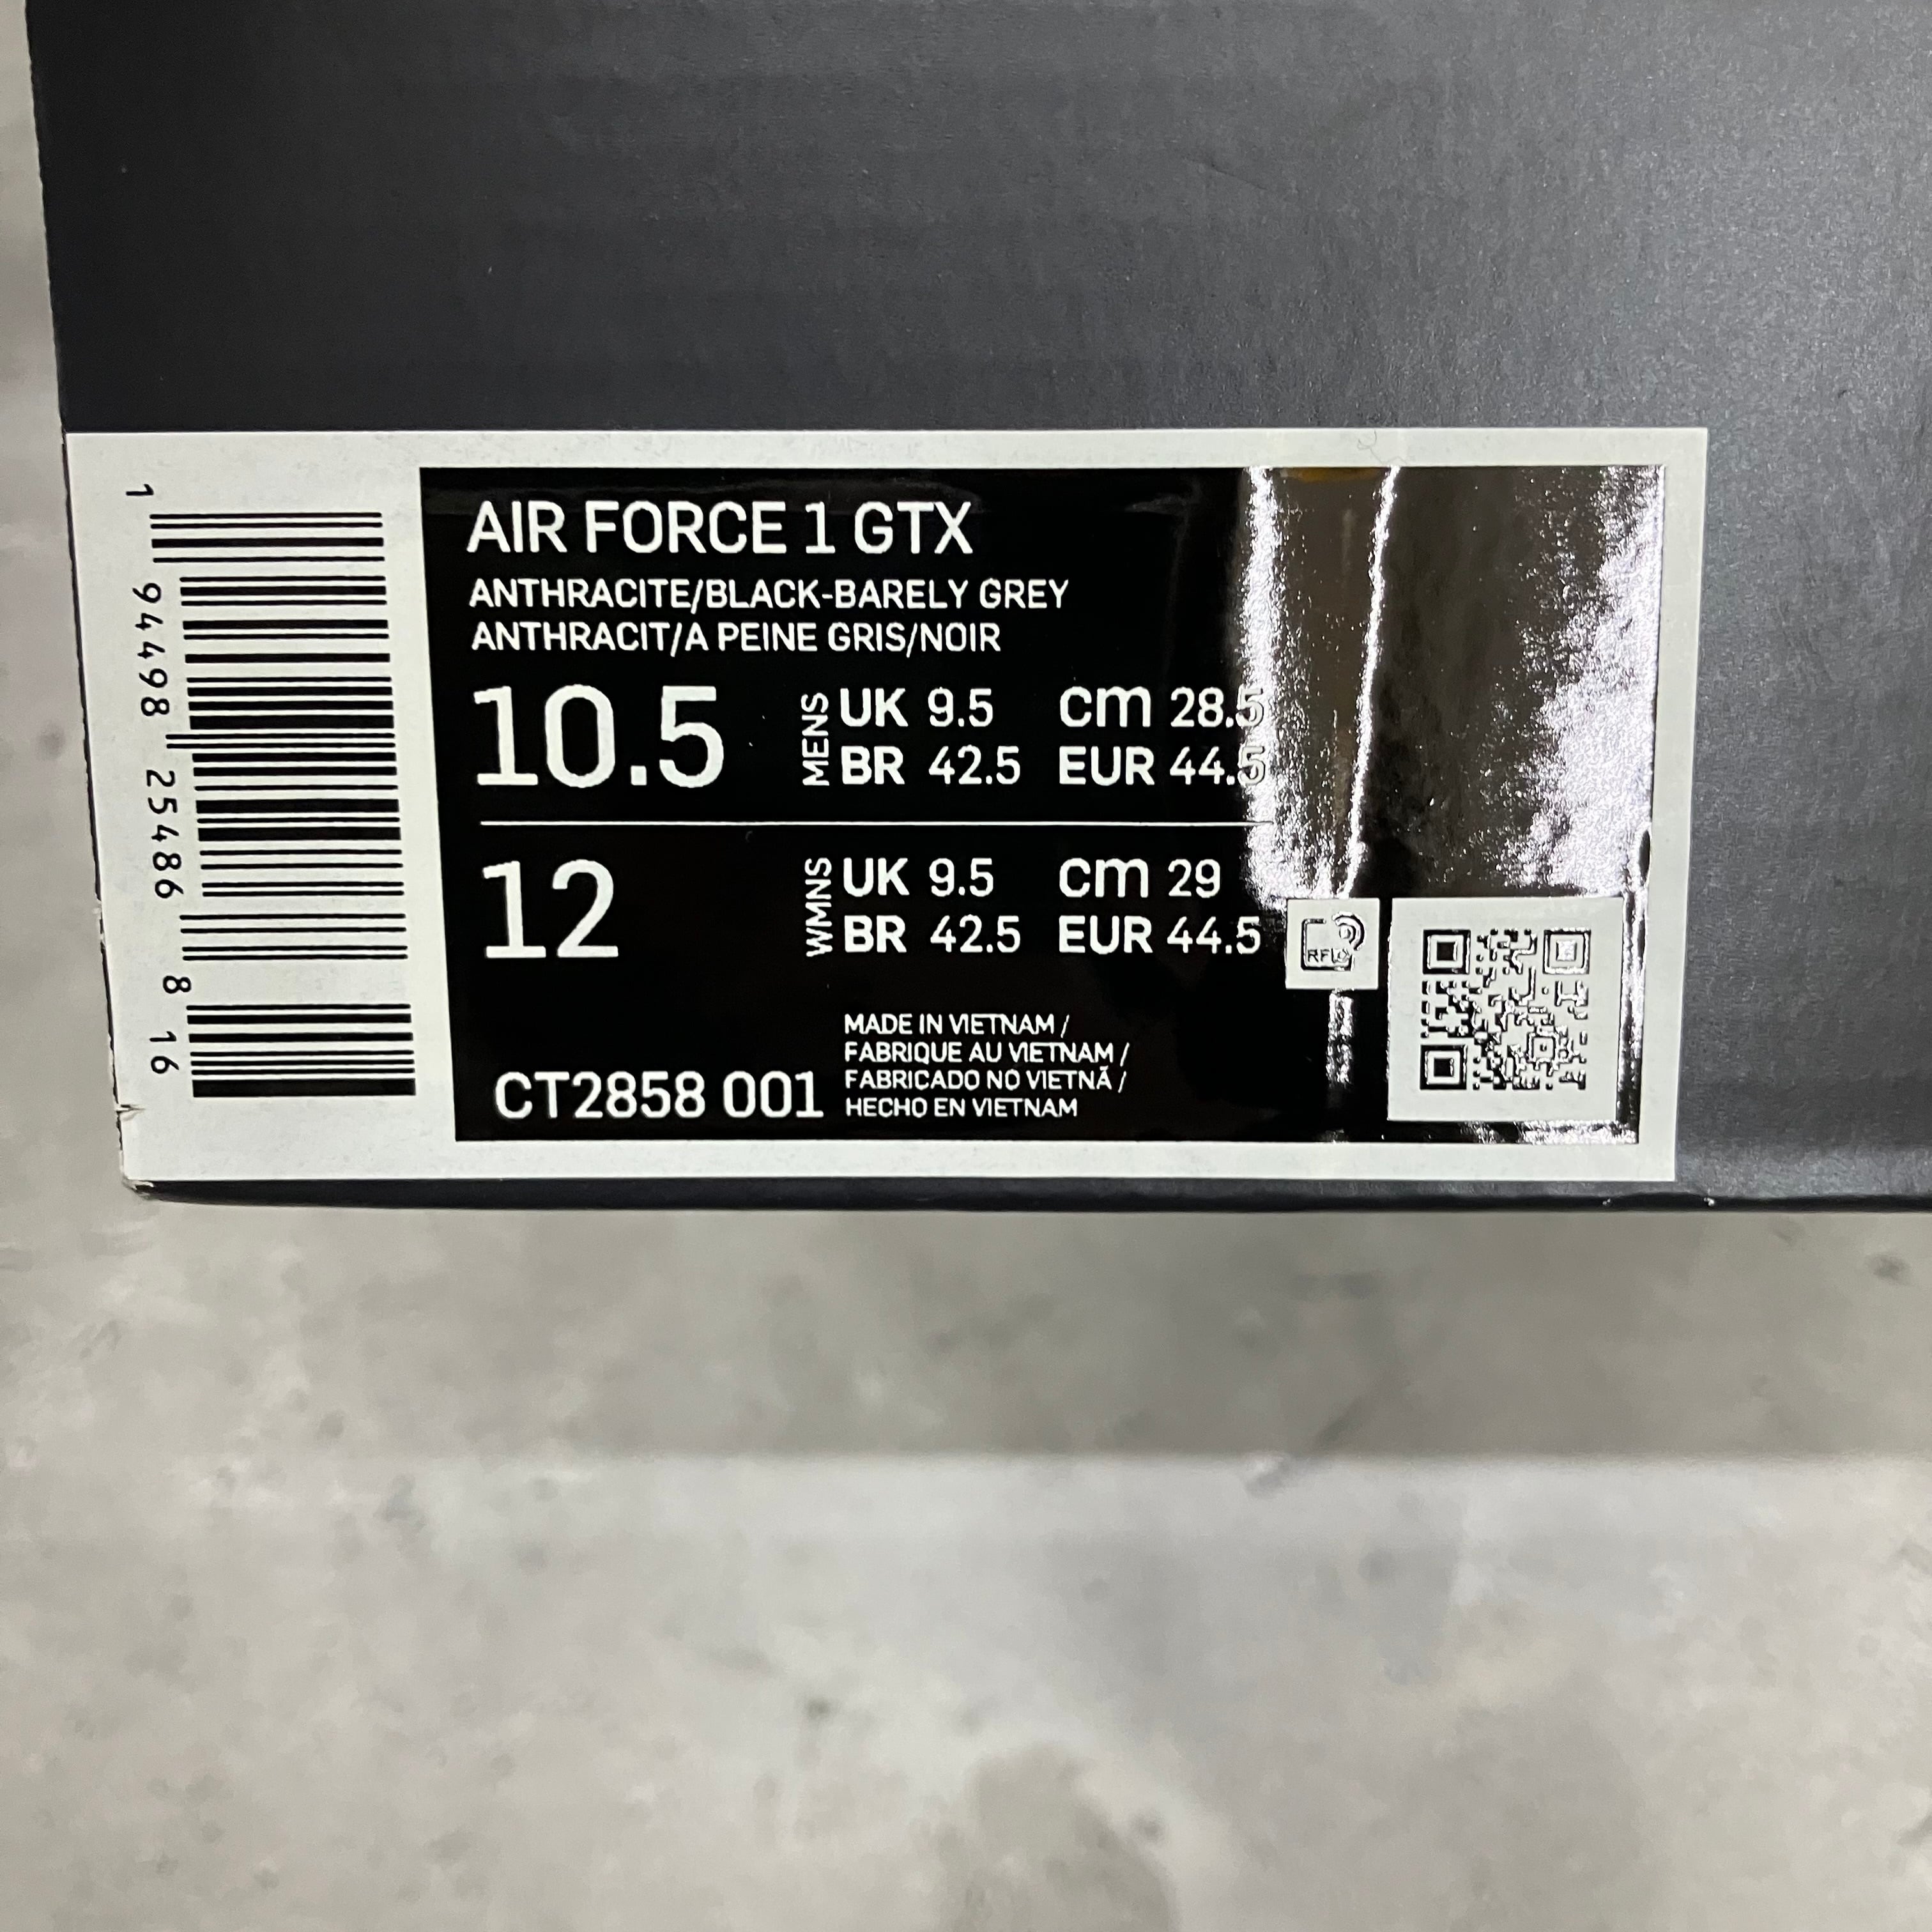 AIR FORCE 1 GTX
ANTHRACITE/BLACK-BARELY GREY
ANTHRACIT/A PEINE GRIS/NOIR
10.5 MENS UK 9.5 cm 28.5
BR 42.5 EUR 44.5
12 WMNS UK 9.5 cm 29
BR 42.5 EUR 44.5
MADE IN VIETNAM /
FABRIQUE AU VIETNAM /
FABRICADO NO VIETNÃ /
HECHO EN VIETNAM
CT2858 001
RFID
1 94498 25486 8 16